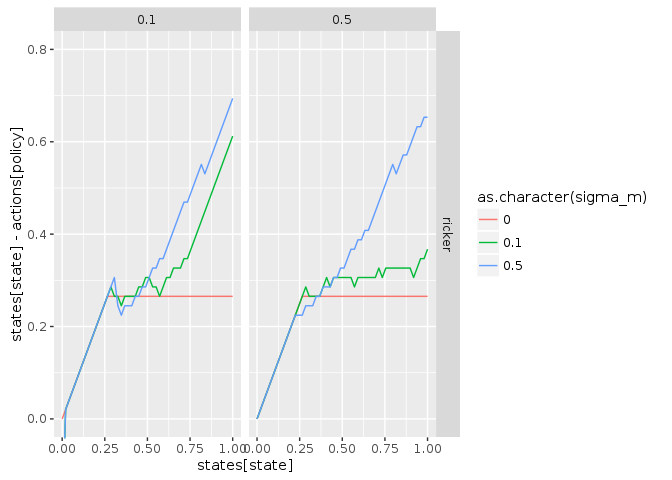 0.1
0.5
0.8
0.6
0.4
0.2
0.0
states[state] - actions[policy]
ricker
0.00 0.25 0.50 0.75 1.00
0.00 0.25 0.50 0.75 1.00
states[state]
as.character(sigma_m)
0
0.1
0.5